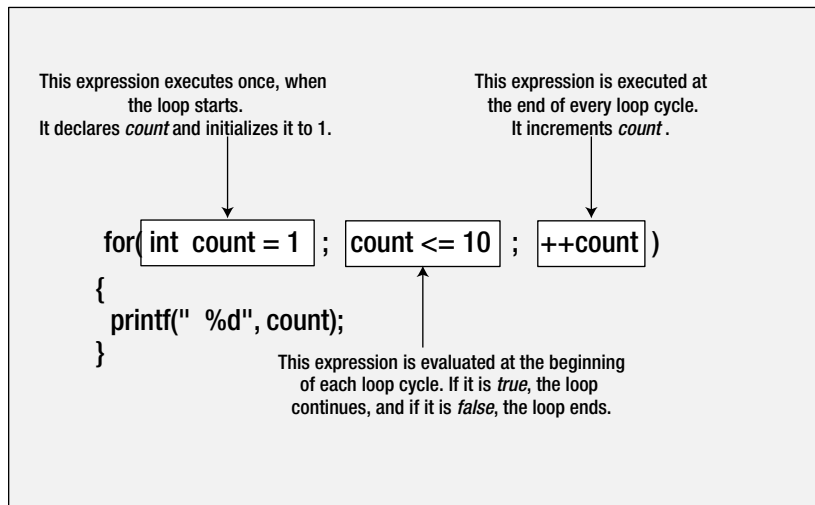 This expression executes once, when
the loop starts.
It declares count and initializes it to 1.
This expression is executed at
the end of every loop cycle.
It increments count .
for( int count = 1 ; count <= 10 ; ++count )
{
printf(" %d", count);
}
This expression is evaluated at the beginning
of each loop cycle. If it is true, the loop
continues, and if it is false, the loop ends.